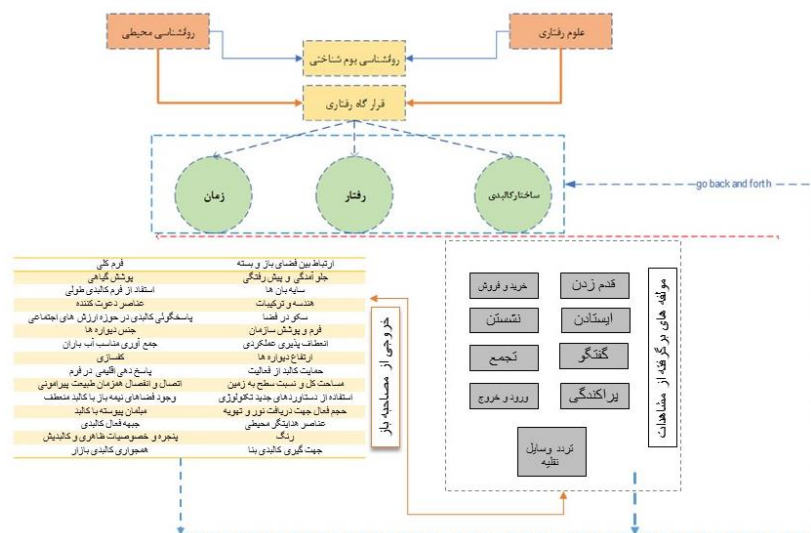 روانشناسی محیطی
علوم رفتاری
روانشناسی بوم شناختی
قرار گاه رفتاری
زمان
رفتار
ساختارکالبدی
go back and forth
ارتباط بین فضای باز و بسته
فرم کلی
جلو آمدگی و پیش رفتگی
پوشش گیاهی
سایه بان ها
استفاد از فرم کالبدی طولی
هندسه و ترکیبات
عناصر دعوت کننده
سکو در فضا
پاسخگوئی کالبدی در حوزه ارزش های اجتماعی
فرم و پوشش سازمان
جنس دیواره ها
انعطاف پذیری عملکردی
جمع آوری مناسب آب باران
ارتفاع دیواره ها
کفسازی
حمایت کالبد از فعالیت
پاسخ دهی اقلیمی در فرم
مساحت کل و نسبت سطح به زمین
اتصال و انفصال همزمان طبیعت پیرامونی
استفاده از دستاوردهای جدید تکنولوژی
وجود فضاهای نیمه باز با کالبد منعطف
حجم فعال جهت دریافت نور و تهویه
مبلمان پیوسته با کالبد
عناصر هدایتگر محیطی
جبهه فعال کالبدی
رنگ
پنجره و خصوصیات ظاهری و کالبدیش
جهت گیری کالبدی بنا
همجواری کالبدی بازار
خروجی از مصاحبه باز
خرید و فروش
قدم زدن
نشستن
ایستادن
تجمع
گفتگو
ورود و خروج
پراکندگی
تردد وسایل
نقلیه
مولفه های برگرفته از مشاهدات